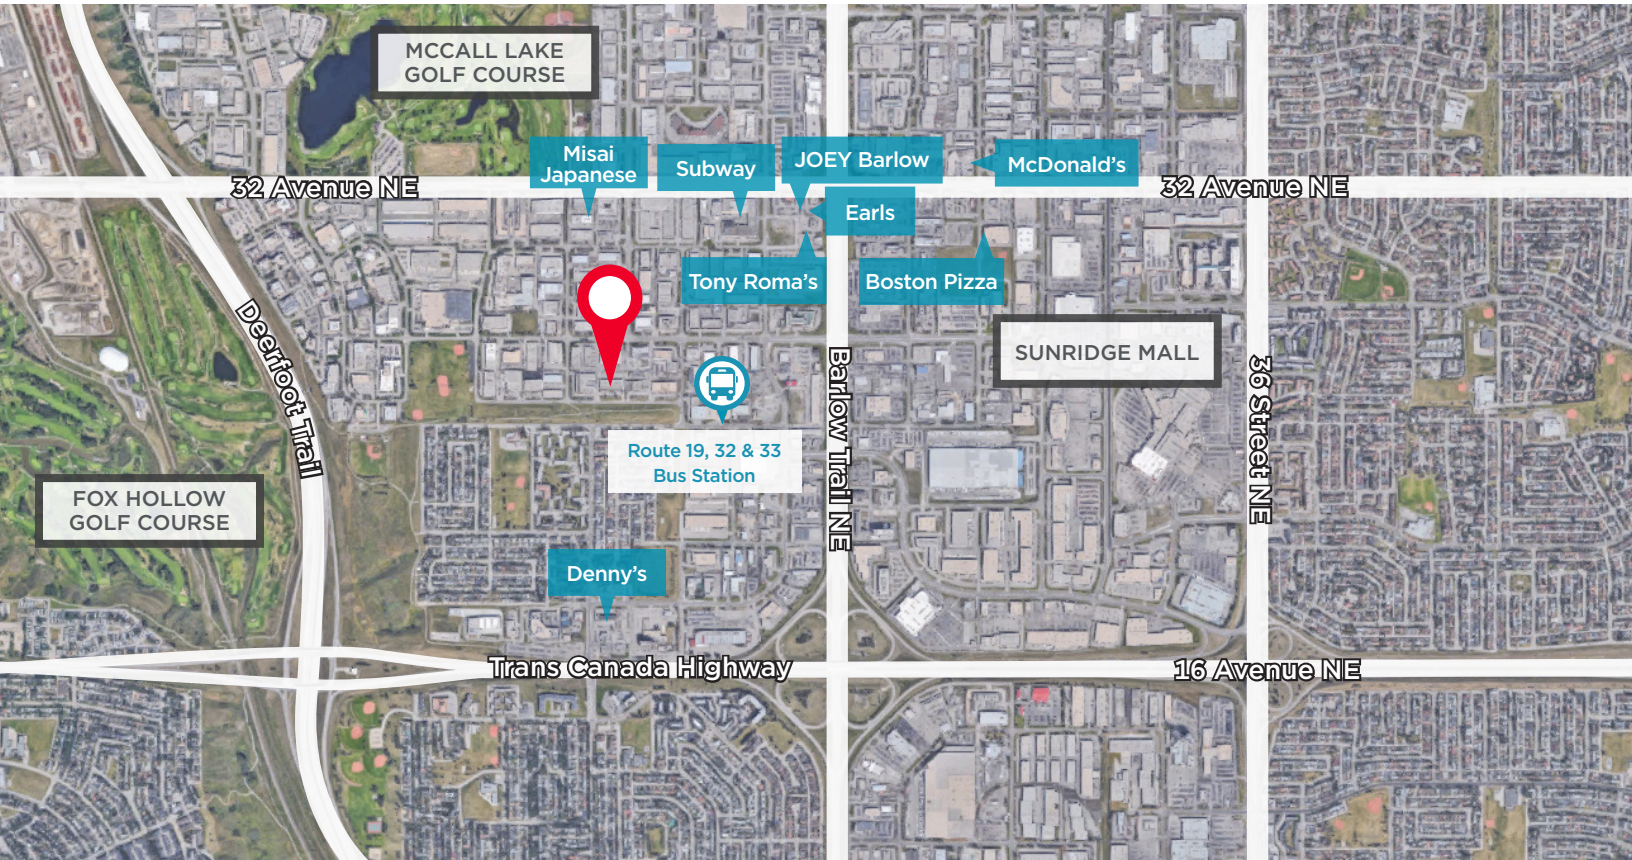 MCCALL LAKE
GOLF COURSE
Misai
Japanese
Subway
JOEY Barlow
McDonald's
32 Avenue NE
32 Avenue NE
Earls
Tony Roma's
Boston Pizza
Deerfoot Trail
SUNRIDGE MALL
Barlow Trail NE
36 Street NE
Route 19, 32 & 33
Bus Station
FOX HOLLOW
GOLF COURSE
Denny's
Trans Canada Highway
16 Avenue NE